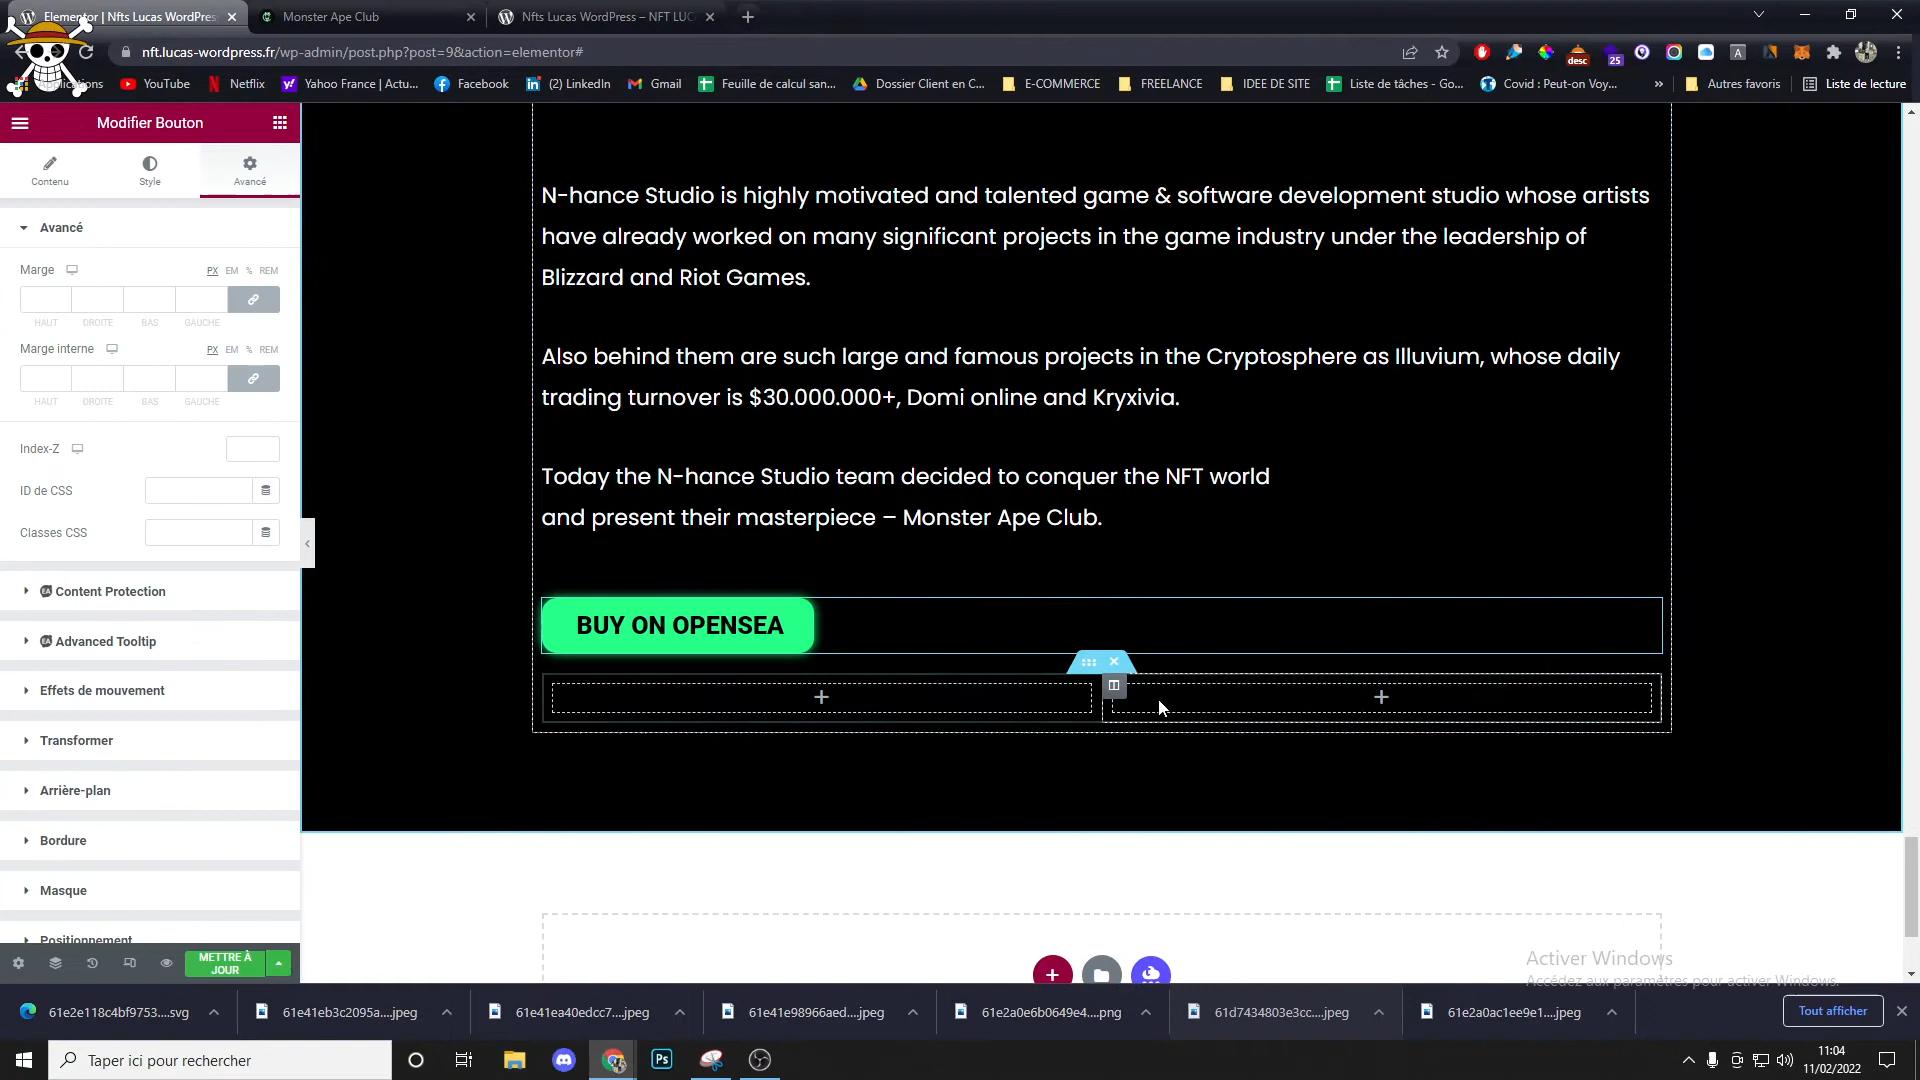 Elementor | Nfts Lucas WordPress
Monster Ape Club
Nfts Lucas WordPress – NFT LUC
nft.lucas-wordpress.fr/wp-admin/post.php?post=9&action=elementor#
desc
25
YouTube
Netflix
Yahoo France | Actu...
Facebook
(2) LinkedIn
Gmail
Feuille de calcul san...
Dossier Client en C...
E-COMMERCE
FREELANCE
IDEE DE SITE
Liste de tâches - Go...
Covid : Peut-on Voy...
»
Autres favoris
Liste de lecture
Modifier Bouton
Contenu
Style
Avancé
Avancé
Marge
PX EM % REM
HAUT DROITE BAS GAUCHE
Marge interne
PX EM % REM
HAUT DROITE BAS GAUCHE
Index-Z
ID de CSS
Classes CSS
Content Protection
Advanced Tooltip
Effets de mouvement
Transformer
Arrière-plan
Bordure
Masque
Positionnement
METTRE À
JOUR
N-hance Studio is highly motivated and talented game & software development studio whose artists
have already worked on many significant projects in the game industry under the leadership of
Blizzard and Riot Games.
Also behind them are such large and famous projects in the Cryptosphere as Illuvium, whose daily
trading turnover is $30.000.000+, Domi online and Kryxivia.
Today the N-hance Studio team decided to conquer the NFT world
and present their masterpiece – Monster Ape Club.
BUY ON OPENSEA
Activer Windows
Accédez aux paramètres pour activer Windows.
61e2e118c4bf9753....svg
61e41eb3c2095a....jpeg
61e41ea40edcc7....jpeg
61e41e98966aed....jpeg
61e2a0e6b0649e4....png
61d7434803e3cc....jpeg
61e2a0ac1ee9e1....jpeg
Tout afficher
Taper ici pour rechercher
Ps
11:04
11/02/2022